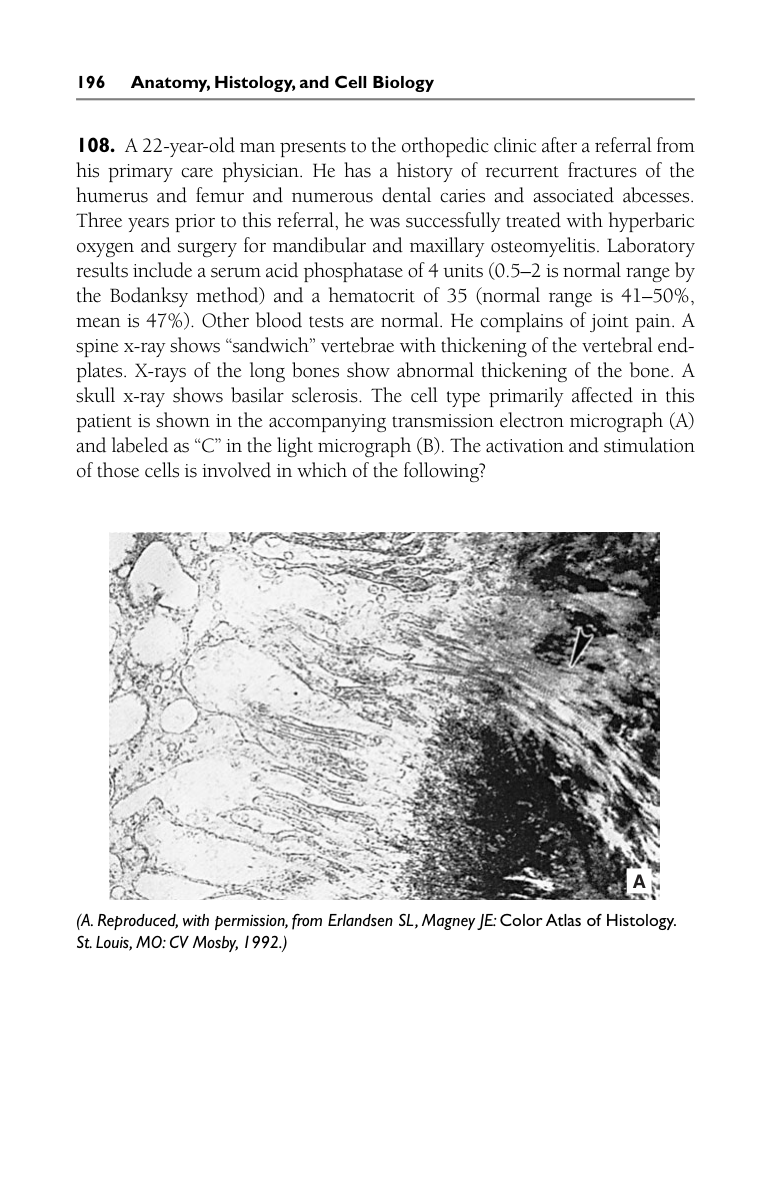 196 Anatomy, Histology, and Cell Biology
108. A 22-year-old man presents to the orthopedic clinic after a referral from
his primary care physician. He has a history of recurrent fractures of the
humerus and femur and numerous dental caries and associated abcesses.
Three years prior to this referral, he was successfully treated with hyperbaric
oxygen and surgery for mandibular and maxillary osteomyelitis. Laboratory
results include a serum acid phosphatase of 4 units (0.5–2 is normal range by
the Bodanksy method) and a hematocrit of 35 (normal range is 41–50%,
mean is 47%). Other blood tests are normal. He complains of joint pain. A
spine x-ray shows “sandwich” vertebrae with thickening of the vertebral end-
plates. X-rays of the long bones show abnormal thickening of the bone. A
skull x-ray shows basilar sclerosis. The cell type primarily affected in this
patient is shown in the accompanying transmission electron micrograph (A)
and labeled as “C” in the light micrograph (B). The activation and stimulation
of those cells is involved in which of the following?
A
(A. Reproduced, with permission, from Erlandsen SL, Magney JE: Color Atlas of Histology.
St. Louis, MO: CV Mosby, 1992.)